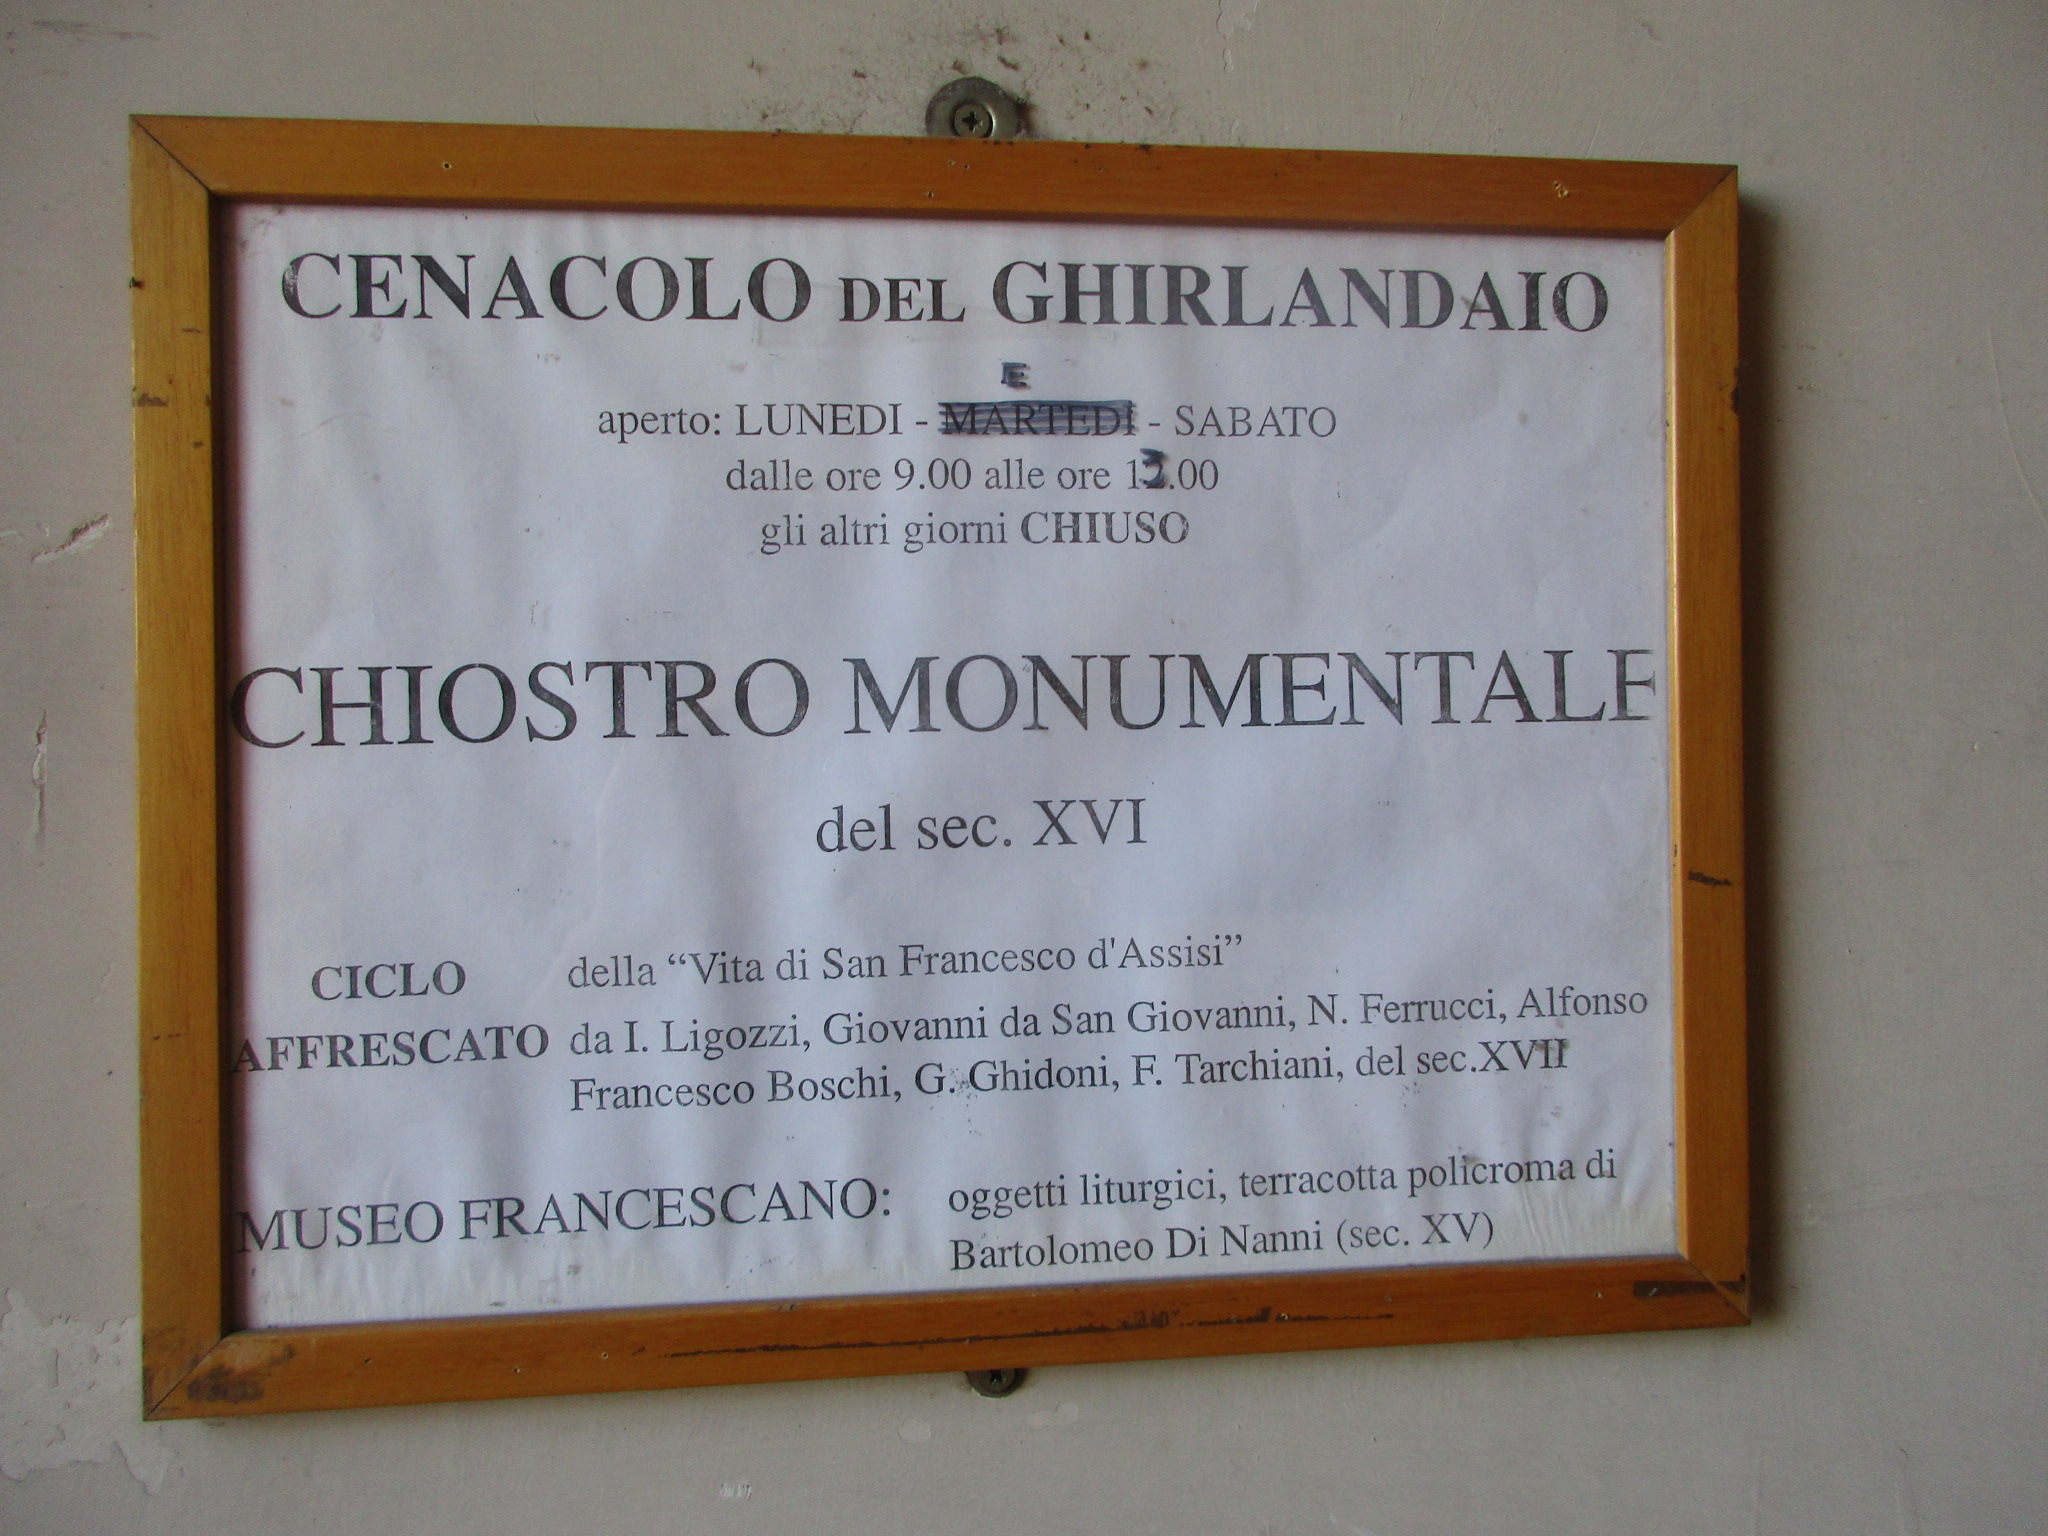 CENACOLO DEL GHIRLANDAIO
E
aperto: LUNEDI - MARTEDI - SABATO
dalle ore 9.00 alle ore 13.00
gli altri giorni CHIUSO
CHIOSTRO MONUMENTALE
del sec. XVI
CICLO AFFRESCATO
della “Vita di San Francesco d'Assisi”
da I. Ligozzi, Giovanni da San Giovanni, N. Ferrucci, Alfonso
Francesco Boschi, G. Ghidoni, F. Tarchiani, del sec.XVII
MUSEO FRANCESCANO:
oggetti liturgici, terracotta policroma di
Bartolomeo Di Nanni (sec. XV)